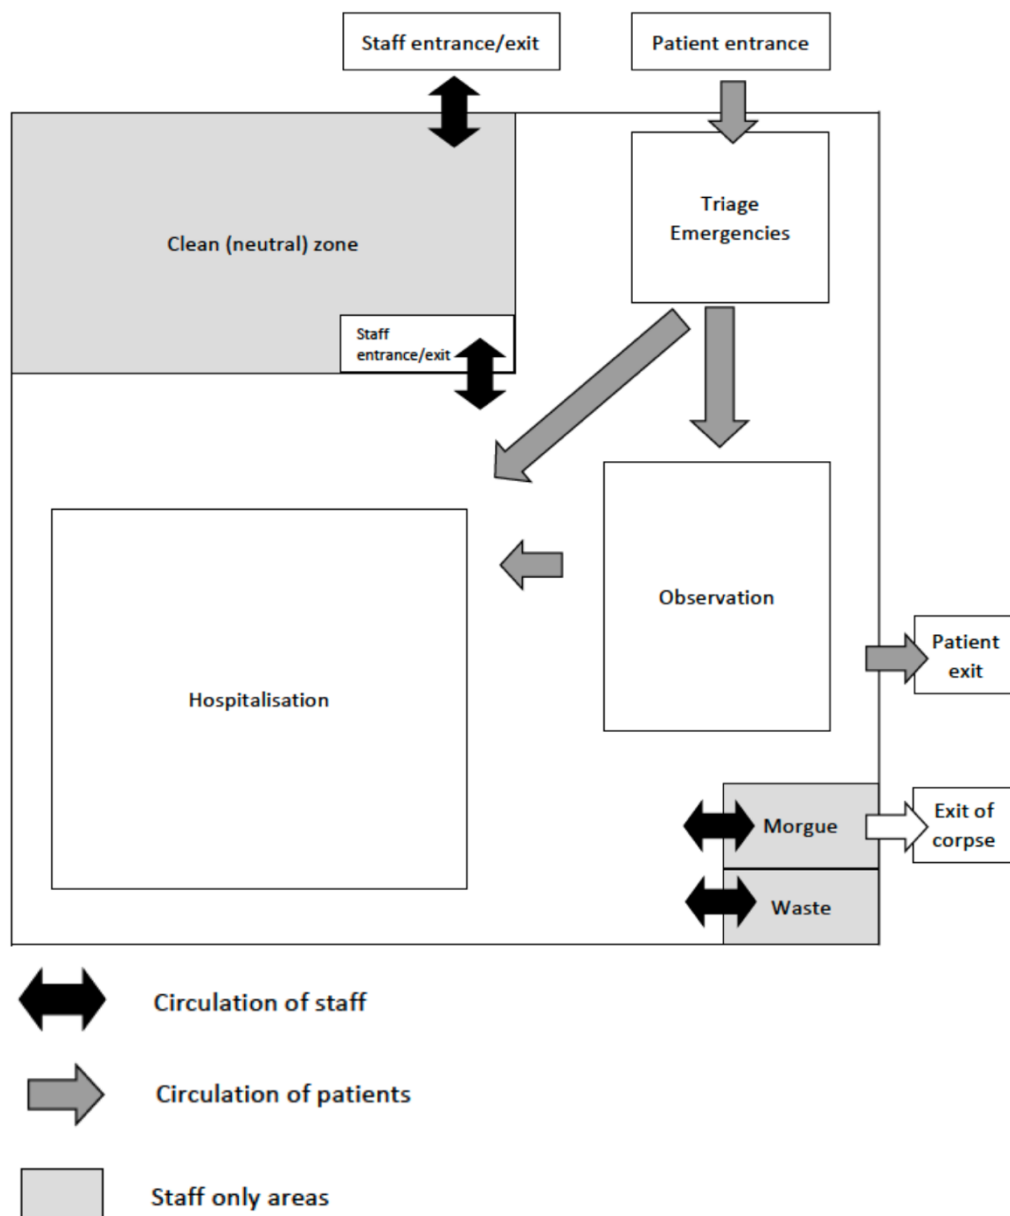 Staff entrance/exit
Patient entrance
Triage
Emergencies
Clean (neutral) zone
Staff
entrance/exit
Observation
Patient
exit
Hospitalisation
Morgue
Exit of
corpse
Waste
Circulation of staff
Circulation of patients
Staff only areas